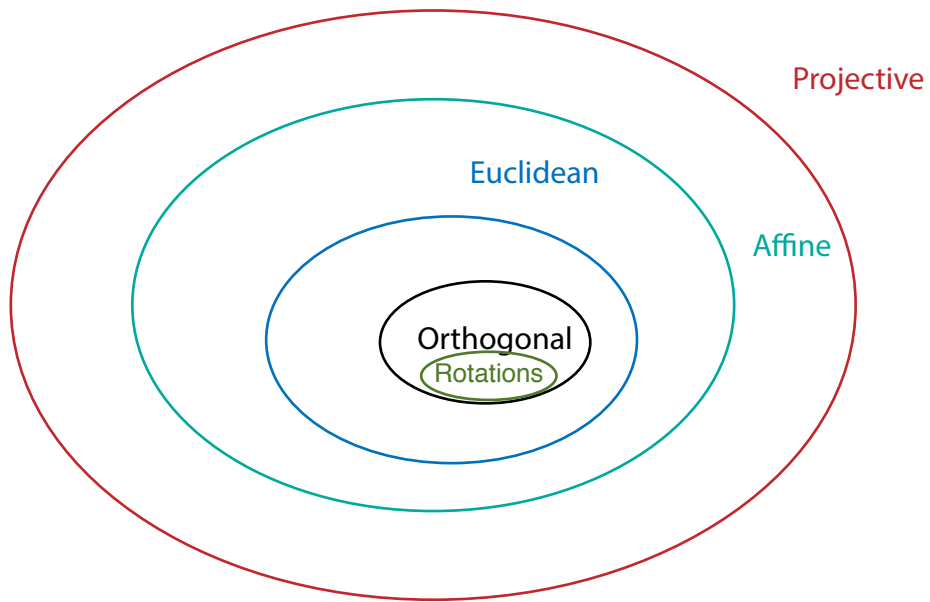 Projective
Euclidean
Affine
Orthogonal
Rotations